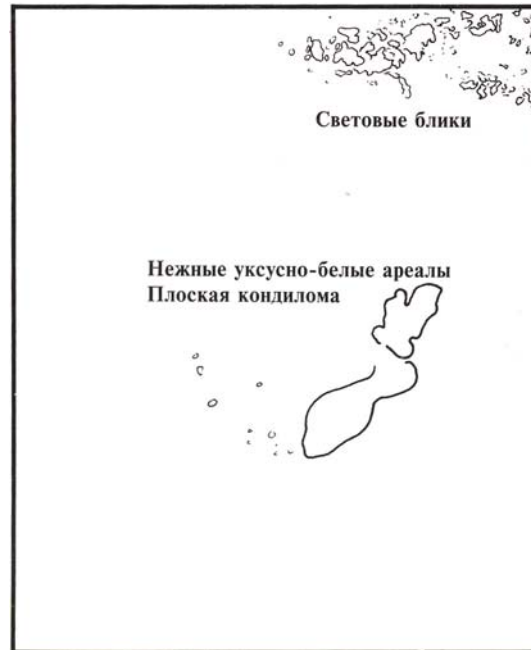 Световые блики
Нежные уксусно-белые ареалы
Плоская кондилома